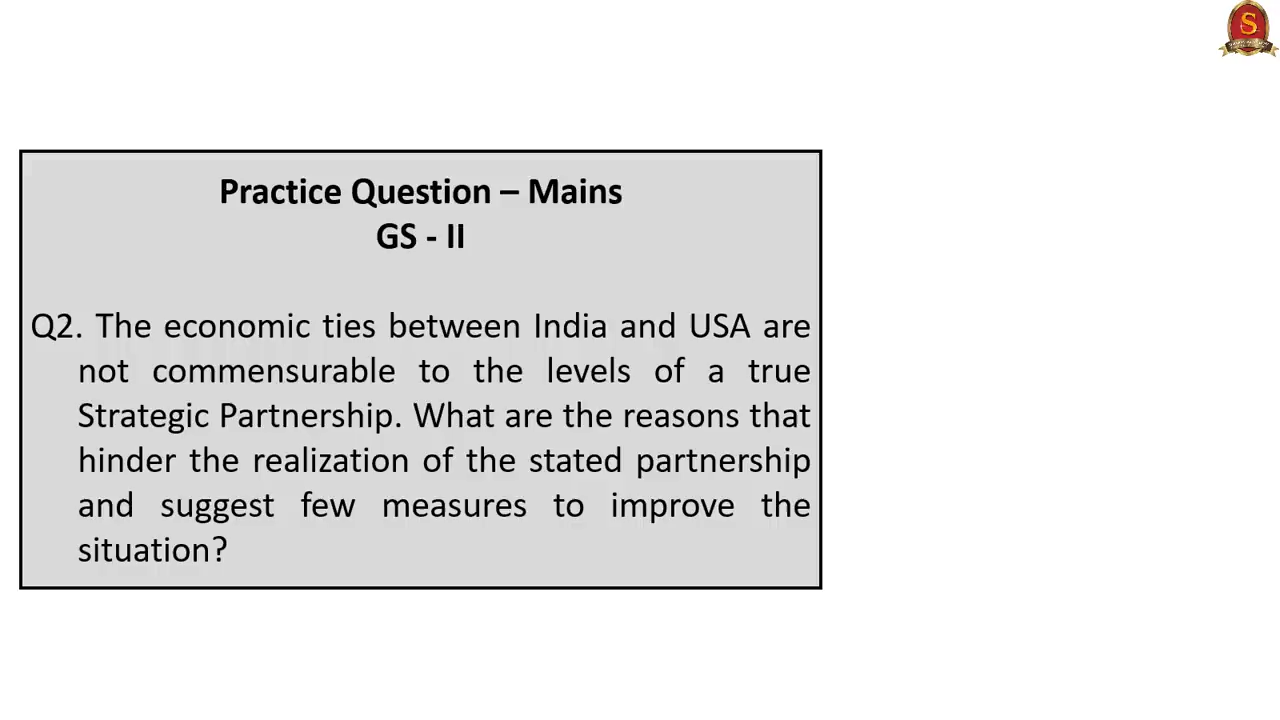 S
Practice Question – Mains
GS - II
Q2. The economic ties between India and USA are
not commensurable to the levels of a true
Strategic Partnership. What are the reasons that
hinder the realization of the stated partnership
and suggest few measures to improve the
situation?